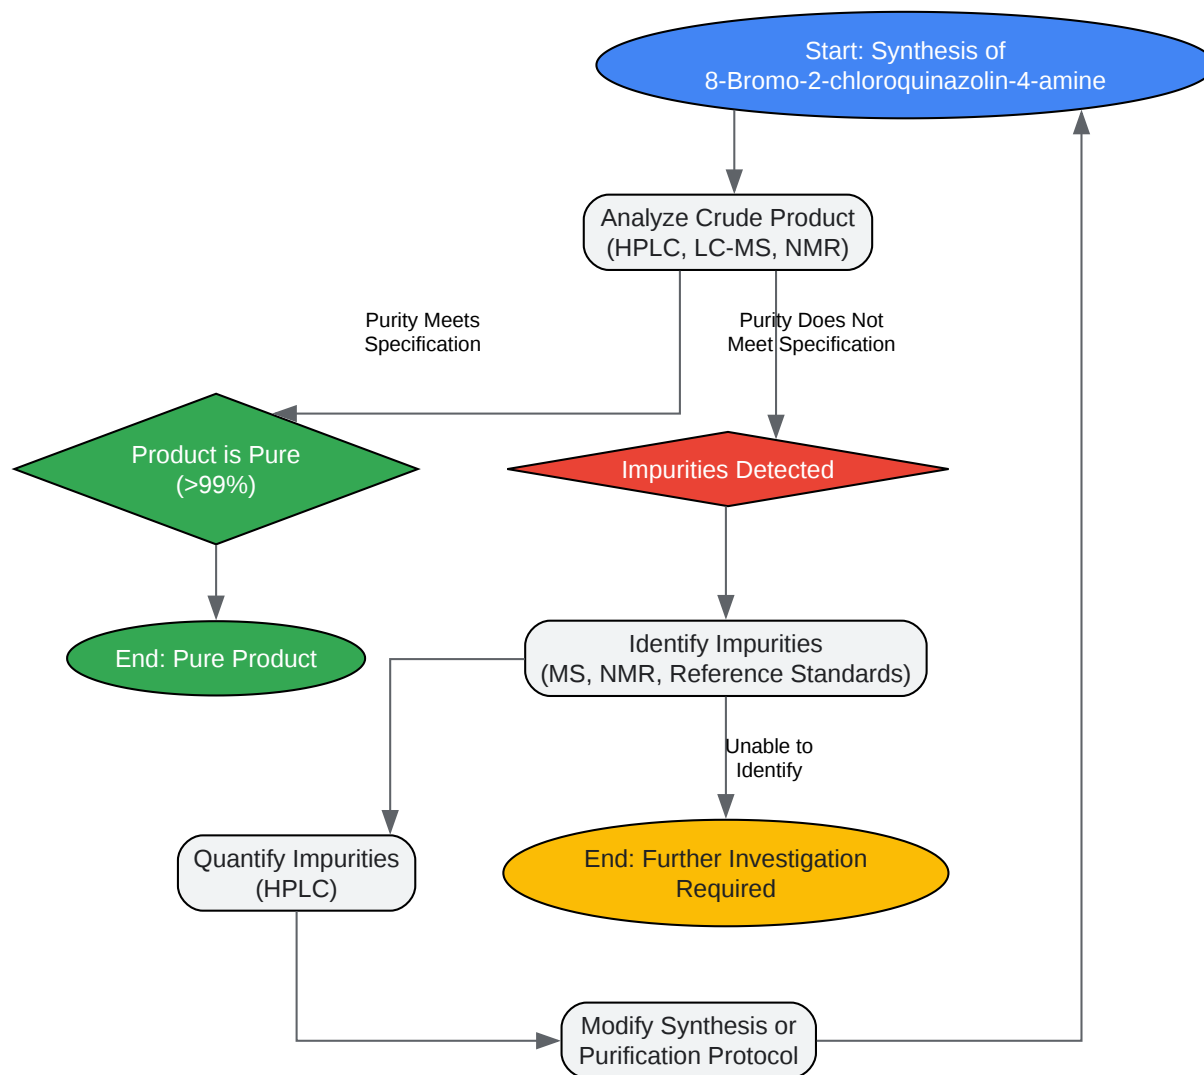 Start: Synthesis of
8-Bromo-2-chloroquinazolin-4-amine
Analyze Crude Product
(HPLC, LC-MS, NMR)
Purity Meets
Specification
Purity Does Not
Meet Specification
Product is Pure
(>99%)
Impurities Detected
End: Pure Product
Identify Impurities
(MS, NMR, Reference Standards)
Unable to
Identify
Quantify Impurities
(HPLC)
End: Further Investigation
Required
Modify Synthesis or
Purification Protocol